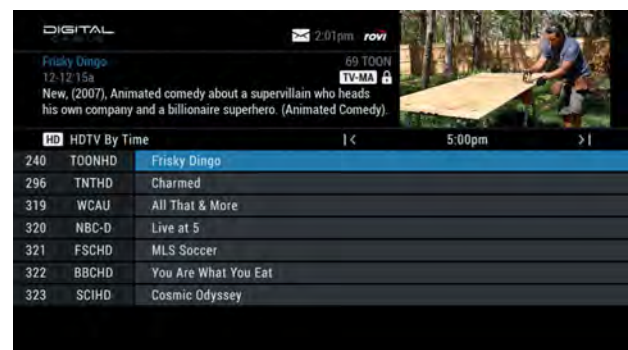 DIGITAL
2:01pm rovi
Frisky Dingo 69 TOON
12-12:15a TV-MA
New, (2007), Animated comedy about a supervillain who heads
his own company and a billionaire superhero. (Animated Comedy).
HD HDTV By Time |< 5:00pm >|
240 TOONHD Frisky Dingo
296 TNTHD Charmed
319 WCAU All That & More
320 NBC-D Live at 5
321 FSCHD MLS Soccer
322 BBCHD You Are What You Eat
323 SCIHD Cosmic Odyssey